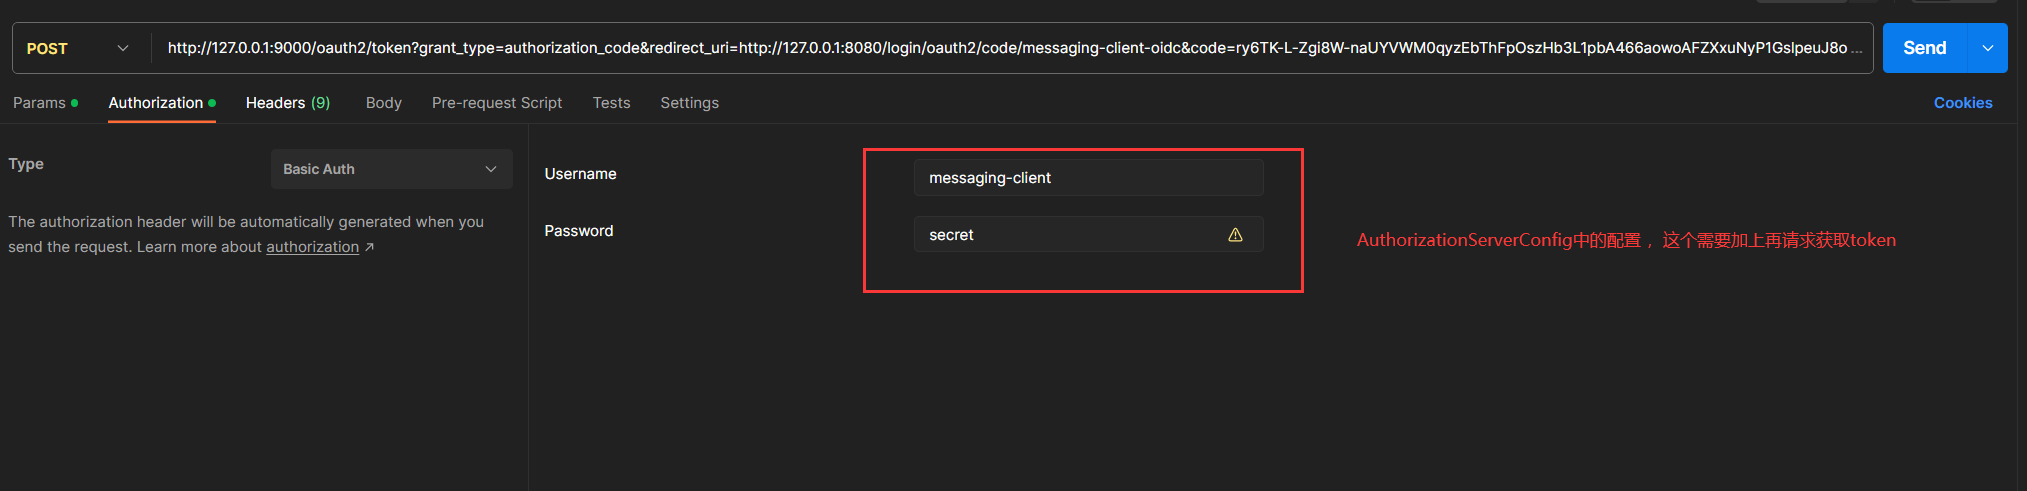 POST http://127.0.0.1:9000/oauth2/token?grant_type=authorization_code&redirect_uri=http://127.0.0.1:8080/login/oauth2/code/messaging-client-oidc&code=ry6TK-L-Zgi8W-naUYVWM0qyzEbThFpOszHb3L1pbA466aowoAFZXxuNyP1GslpeuJ8o ... Send
Params Authorization Headers (9) Body Pre-request Script Tests Settings Cookies
Type Basic Auth
The authorization header will be automatically generated when you
send the request. Learn more about authorization ↗
Username messaging-client
Password secret
AuthorizationServerConfig中的配置 ，这个需要加上再请求获取token